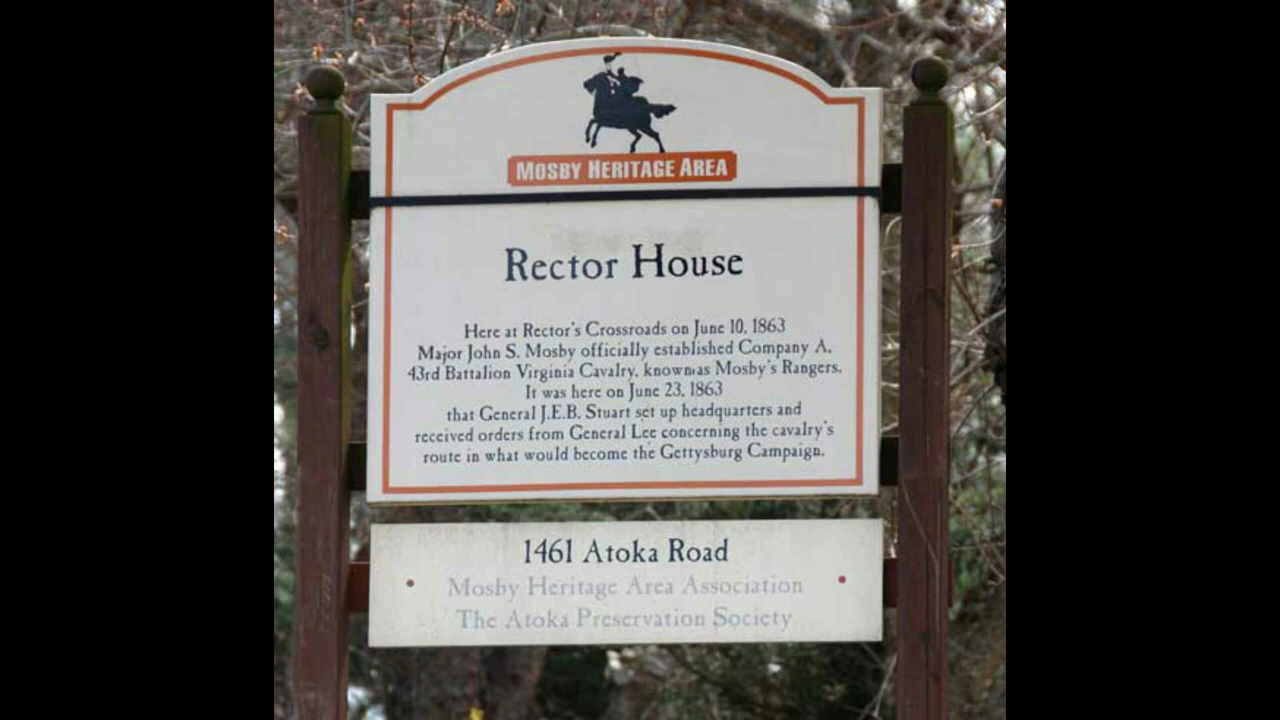 MOSBY HERITAGE AREA
Rector House
Here at Rector's Crossroads on June 10, 1863
Major John S. Mosby officially established Company A,
43rd Battalion Virginia Cavalry, known as Mosby's Rangers.
It was here on June 23, 1863
that General J.E.B. Stuart set up headquarters and
received orders from General Lee concerning the cavalry's
route in what would become the Gettysburg Campaign.
1461 Atoka Road
Mosby Heritage Area Association
The Atoka Preservation Society